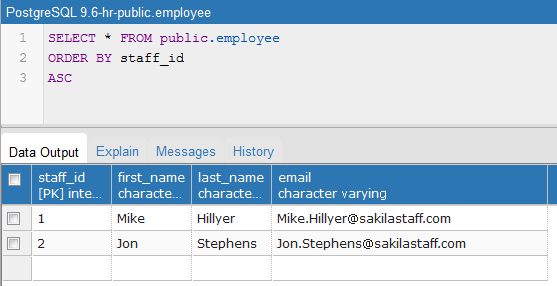 PostgreSQL 9.6-hr-public.employee
1 SELECT * FROM public.employee
2 ORDER BY staff_id
3 ASC
Data Output Explain Messages History
staff_id first_name last_name email
[PK] inte... characte... characte... character varying
1 Mike Hillyer Mike.Hillyer@sakilastaff.com
2 Jon Stephens Jon.Stephens@sakilastaff.com